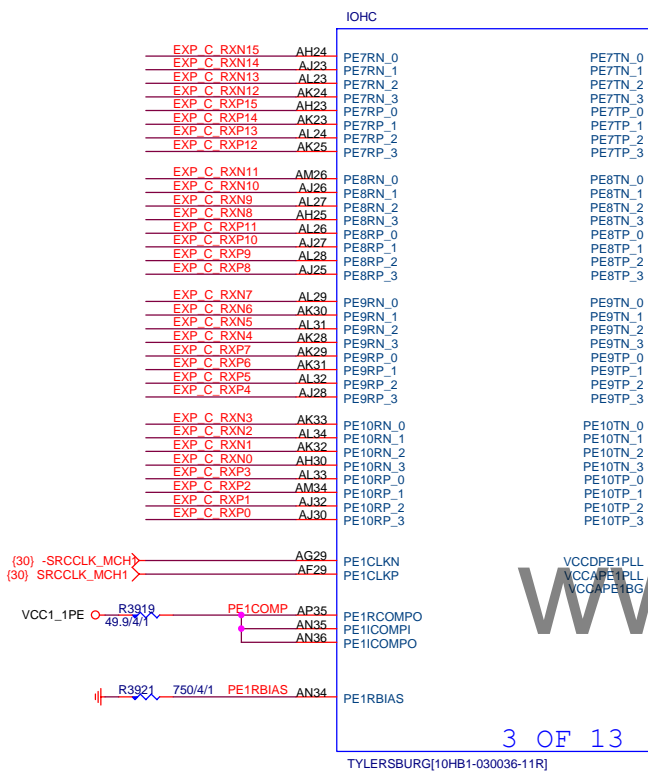 IOHC
EXP_C_RXN15 AH24 PE7RN_0 PE7TN_0
EXP_C_RXN14 AJ23 PE7RN_1 PE7TN_1
EXP_C_RXN13 AL23 PE7RN_2 PE7TN_2
EXP_C_RXN12 AK24 PE7RN_3 PE7TN_3
EXP_C_RXP15 AH23 PE7RP_0 PE7TP_0
EXP_C_RXP14 AK23 PE7RP_1 PE7TP_1
EXP_C_RXP13 AL24 PE7RP_2 PE7TP_2
EXP_C_RXP12 AK25 PE7RP_3 PE7TP_3
EXP_C_RXN11 AM26 PE8RN_0 PE8TN_0
EXP_C_RXN10 AJ26 PE8RN_1 PE8TN_1
EXP_C_RXN9 AL27 PE8RN_2 PE8TN_2
EXP_C_RXN8 AH25 PE8RN_3 PE8TN_3
EXP_C_RXP11 AL26 PE8RP_0 PE8TP_0
EXP_C_RXP10 AJ27 PE8RP_1 PE8TP_1
EXP_C_RXP9 AL28 PE8RP_2 PE8TP_2
EXP_C_RXP8 AJ25 PE8RP_3 PE8TP_3
EXP_C_RXN7 AL29 PE9RN_0 PE9TN_0
EXP_C_RXN6 AK30 PE9RN_1 PE9TN_1
EXP_C_RXN5 AL31 PE9RN_2 PE9TN_2
EXP_C_RXN4 AK28 PE9RN_3 PE9TN_3
EXP_C_RXP7 AK29 PE9RP_0 PE9TP_0
EXP_C_RXP6 AK31 PE9RP_1 PE9TP_1
EXP_C_RXP5 AL32 PE9RP_2 PE9TP_2
EXP_C_RXP4 AJ28 PE9RP_3 PE9TP_3
EXP_C_RXN3 AK33 PE10RN_0 PE10TN_0
EXP_C_RXN2 AL34 PE10RN_1 PE10TN_1
EXP_C_RXN1 AK32 PE10RN_2 PE10TN_2
EXP_C_RXN0 AH30 PE10RN_3 PE10TN_3
EXP_C_RXP3 AL33 PE10RP_0 PE10TP_0
EXP_C_RXP2 AM34 PE10RP_1 PE10TP_1
EXP_C_RXP1 AJ32 PE10RP_2 PE10TP_2
EXP_C_RXP0 AJ30 PE10RP_3 PE10TP_3
{30} -SRCCLK_MCH1 AG29 PE1CLKN VCCDPE1PLL
{30} SRCCLK_MCH1 AF29 PE1CLKP VCCAPE1PLL
VCCAPE1BG
VCC1_1PE R3919 PE1COMP AP35 PE1RCOMPO
49.9/4/1 AN35 PE1ICOMPI
AN36 PE1ICOMPO
R3921 750/4/1 PE1RBIAS AN34 PE1RBIAS
3 OF 13
TYLERSBURG[10HB1-030036-11R]